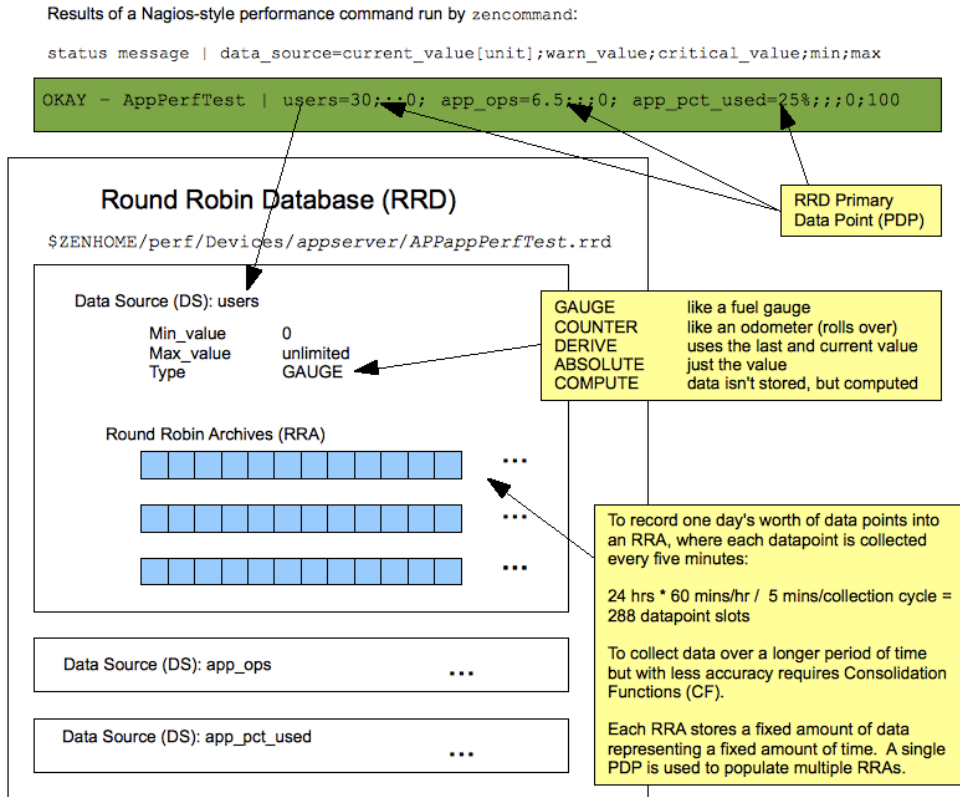 Results of a Nagios-style performance command run by zencommand:
status message | data_source=current_value[unit];warn_value;critical_value;min;max
OKAY - AppPerfTest | users=30;;;0; app_ops=6.5;;;0; app_pct_used=25%;;;0;100
RRD Primary
Data Point (PDP)
Round Robin Database (RRD)
$ZENHOME/perf/Devices/appserver/APPappPerfTest.rrd
Data Source (DS): users
Min_value 0
Max_value unlimited
Type GAUGE
GAUGE like a fuel gauge
COUNTER like an odometer (rolls over)
DERIVE uses the last and current value
ABSOLUTE just the value
COMPUTE data isn't stored, but computed
Round Robin Archives (RRA)
...
...
...
To record one day's worth of data points into
an RRA, where each datapoint is collected
every five minutes:
24 hrs * 60 mins/hr / 5 mins/collection cycle =
288 datapoint slots
To collect data over a longer period of time
but with less accuracy requires Consolidation
Functions (CF).
Each RRA stores a fixed amount of data
representing a fixed amount of time. A single
PDP is used to populate multiple RRAs.
Data Source (DS): app_ops ...
Data Source (DS): app_pct_used ...